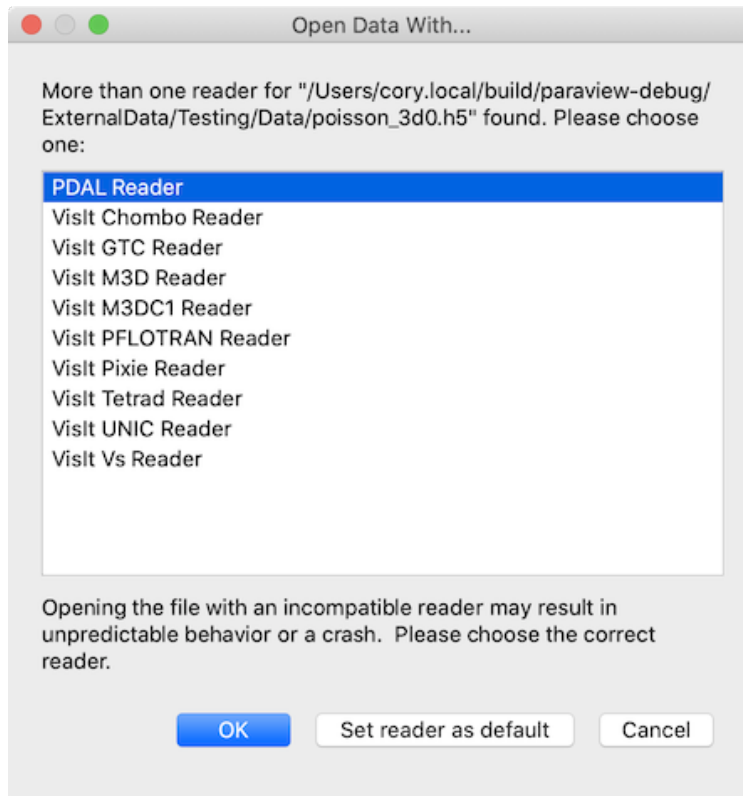 Open Data With...
More than one reader for "/Users/cory.local/build/paraview-debug/
ExternalData/Testing/Data/poisson_3d0.h5" found. Please choose
one:
PDAL Reader
VisIt Chombo Reader
VisIt GTC Reader
VisIt M3D Reader
VisIt M3DC1 Reader
VisIt PFLOTRAN Reader
VisIt Pixie Reader
VisIt Tetrad Reader
VisIt UNIC Reader
VisIt Vs Reader
Opening the file with an incompatible reader may result in
unpredictable behavior or a crash.  Please choose the correct
reader.
OK
Set reader as default
Cancel